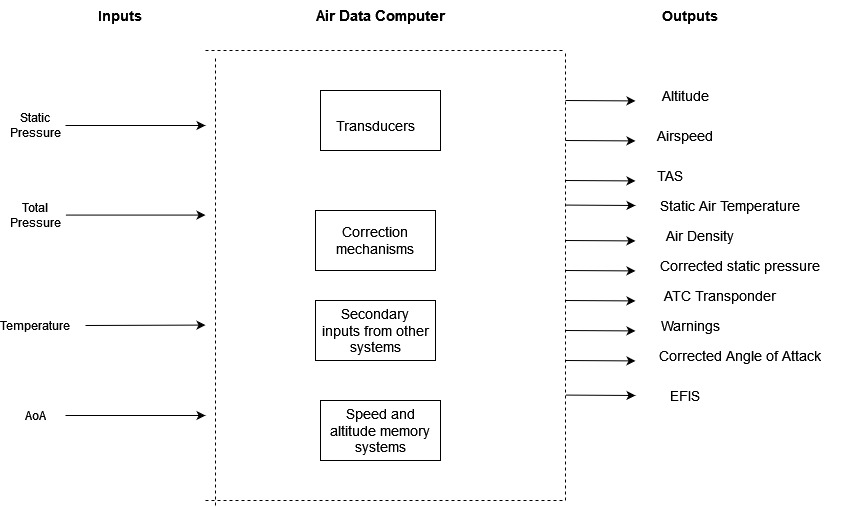 Inputs
Air Data Computer
Outputs
Static
Pressure
Total
Pressure
Temperature
AoA
Transducers
Correction
mechanisms
Secondary
inputs from other
systems
Speed and
altitude memory
systems
Altitude
Airspeed
TAS
Static Air Temperature
Air Density
Corrected static pressure
ATC Transponder
Warnings
Corrected Angle of Attack
EFIS